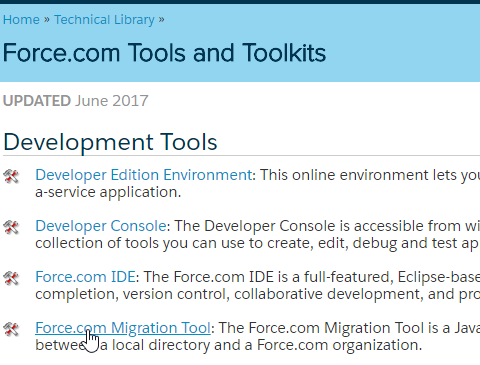 Home » Technical Library »
Force.com Tools and Toolkits
UPDATED June 2017
Development Tools
Developer Edition Environment: This online environment lets you
a-service application.
Developer Console: The Developer Console is accessible from wi
collection of tools you can use to create, edit, debug and test ap
Force.com IDE: The Force.com IDE is a full-featured, Eclipse-base
completion, version control, collaborative development, and pro
Force.com Migration Tool: The Force.com Migration Tool is a Java
between a local directory and a Force.com organization.